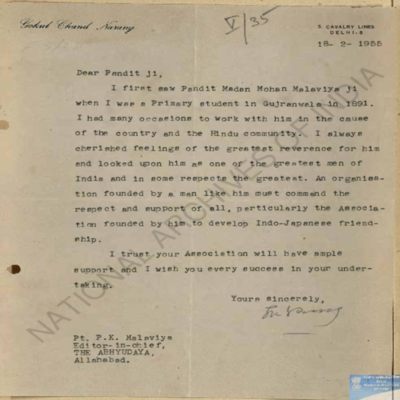 Gokul Chand Narang
V/35
5, CAVALRY LINES
DELHI-8
18-2-1955
Dear Pandit ji,
I first saw Pandit Madan Mohan Malaviya ji
when I was a Primary student in Gujranwala in 1891.
I had many occasions to work with him in the cause
of the country and the Hindu community. I always
cherished feelings of the greatest reverence for him
and looked upon him as one of the greatest men of
India and in some respects the greatest. An organisa-
tion founded by a man like him must command the
respect and support of all, particularly the Associa-
tion founded by him to develop Indo-Japanese friend-
ship.
I trust your Association will have ample
support and I wish you every success in your under-
taking.
Yours sincerely,
Pt. P.K. Malaviya
Editor-in-chief,
THE ABHYUDAYA,
Allahabad.
NATIONAL ARCHIVES OF INDIA